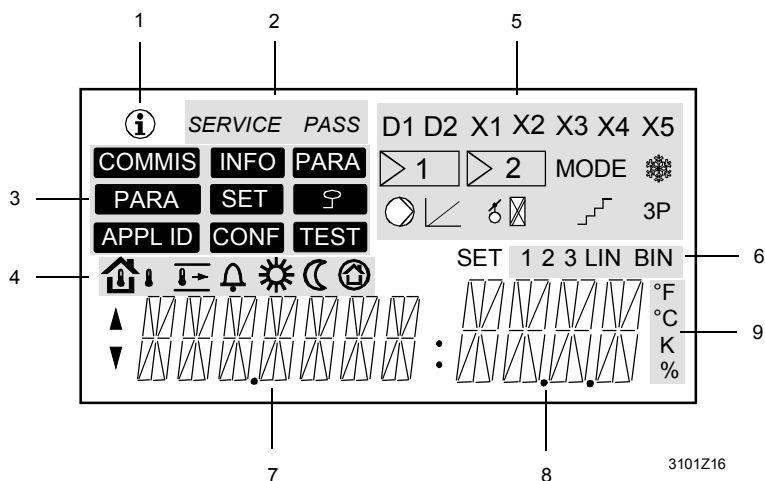 1 2 5
SERVICE PASS D1 D2 X1 X2 X3 X4 X5
COMMIS INFO PARA 1 2 MODE
3 PARA SET
APPL ID CONF TEST 3P
4 SET 1 2 3 LIN BIN 6
°F
°C
K 9
%
7 8
3101Z16